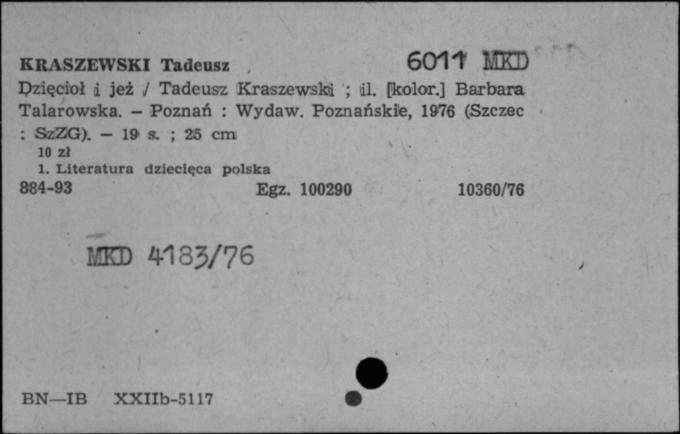 KRASZEWSKI Tadeusz 6011 MKD
Dzięcioł i jeż / Tadeusz Kraszewski ; il. [kolor.] Barbara
Talarowska. — Poznań : Wydaw. Poznańskie, 1976 (Szczec
: SzZG). — 19 s. ; 25 cm
10 zł
1. Literatura dziecięca polska
884-93 Egz. 100290 10360/76
MKD 4183/76
BN—IB XXIIb-5117